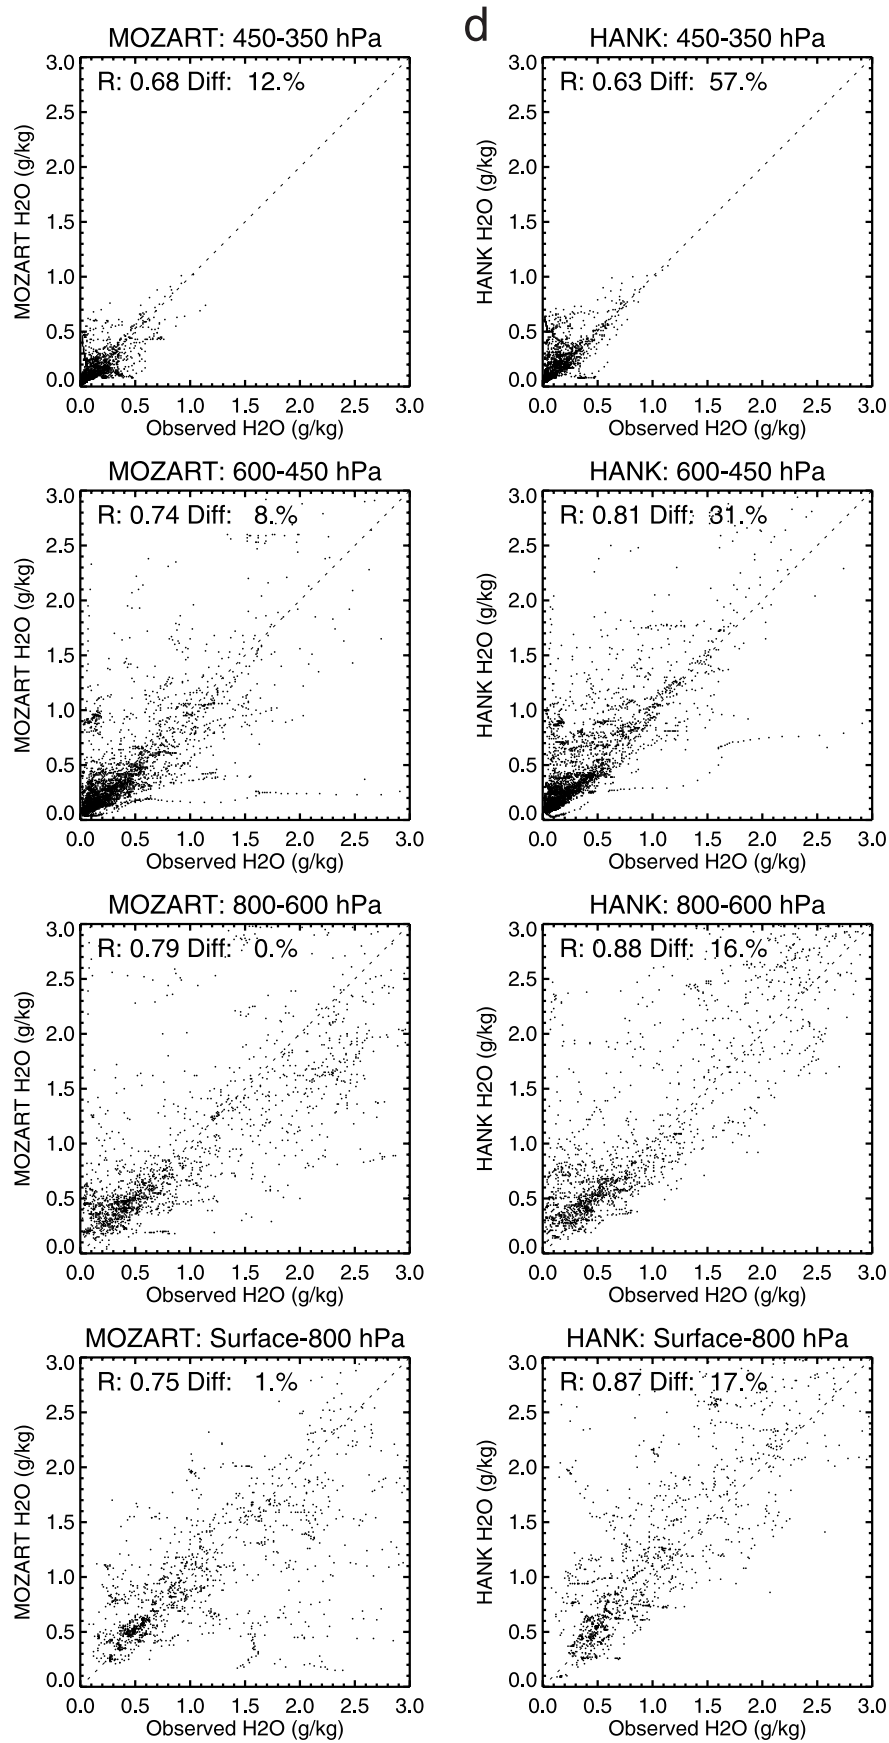 d
MOZART: 450-350 hPa
R: 0.68 Diff: 12.%
MOZART H2O (g/kg)
3.0
2.5
2.0
1.5
1.0
0.5
0.0
0.0 0.5 1.0 1.5 2.0 2.5 3.0
Observed H2O (g/kg)
HANK: 450-350 hPa
R: 0.63 Diff: 57.%
HANK H2O (g/kg)
3.0
2.5
2.0
1.5
1.0
0.5
0.0
0.0 0.5 1.0 1.5 2.0 2.5 3.0
Observed H2O (g/kg)
MOZART: 600-450 hPa
R: 0.74 Diff: 8.%
MOZART H2O (g/kg)
3.0
2.5
2.0
1.5
1.0
0.5
0.0
0.0 0.5 1.0 1.5 2.0 2.5 3.0
Observed H2O (g/kg)
HANK: 600-450 hPa
R: 0.81 Diff: 31.%
HANK H2O (g/kg)
3.0
2.5
2.0
1.5
1.0
0.5
0.0
0.0 0.5 1.0 1.5 2.0 2.5 3.0
Observed H2O (g/kg)
MOZART: 800-600 hPa
R: 0.79 Diff: 0.%
MOZART H2O (g/kg)
3.0
2.5
2.0
1.5
1.0
0.5
0.0
0.0 0.5 1.0 1.5 2.0 2.5 3.0
Observed H2O (g/kg)
HANK: 800-600 hPa
R: 0.88 Diff: 16.%
HANK H2O (g/kg)
3.0
2.5
2.0
1.5
1.0
0.5
0.0
0.0 0.5 1.0 1.5 2.0 2.5 3.0
Observed H2O (g/kg)
MOZART: Surface-800 hPa
R: 0.75 Diff: 1.%
MOZART H2O (g/kg)
3.0
2.5
2.0
1.5
1.0
0.5
0.0
0.0 0.5 1.0 1.5 2.0 2.5 3.0
Observed H2O (g/kg)
HANK: Surface-800 hPa
R: 0.87 Diff: 17.%
HANK H2O (g/kg)
3.0
2.5
2.0
1.5
1.0
0.5
0.0
0.0 0.5 1.0 1.5 2.0 2.5 3.0
Observed H2O (g/kg)